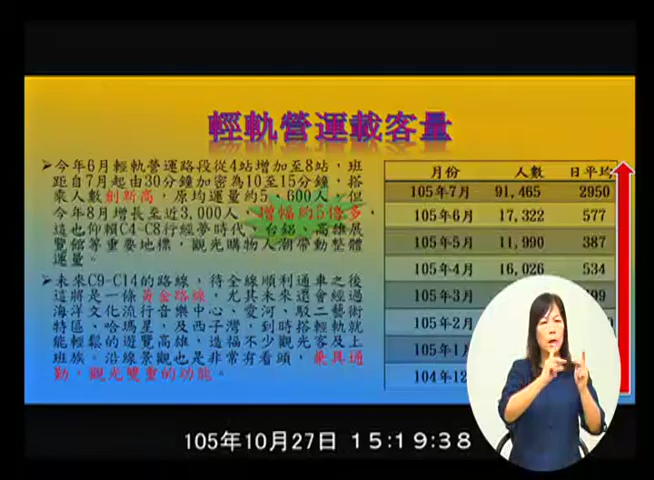 輕軌營運載客量
➢今年6月輕軌營運路段從4站增加至8站，班
距自7月起由30分鐘加密為10至15分鐘，搭
乘人數創新高，原均運量約5、600人，但
今年8月增長至近3,000人，增幅約5倍多，
這也仰賴C4-C8行經夢時代、台鋁、高雄展
覽館等重要地標，觀光購物人潮帶動整體
運量。
➢未來C9-C14的路線，待全線順利通車之後
這將是一條黃金路線，尤其未來還會經過
海洋文化流行音樂中心、愛河、駁二藝術
特區、哈瑪星，及西子灣，到時搭輕軌就
能輕鬆的遊覽高雄，造福不少觀光客及上
班族。沿線景觀也是非常有看頭，兼具通
勤，觀光雙重的功能。
月份 人數 日平均
105年7月 91,465 2950
105年6月 17,322 577
105年5月 11,990 387
105年4月 16,026 534
105年3月
105年2月
105年1月
104年12
105年10月27日 15:19:38